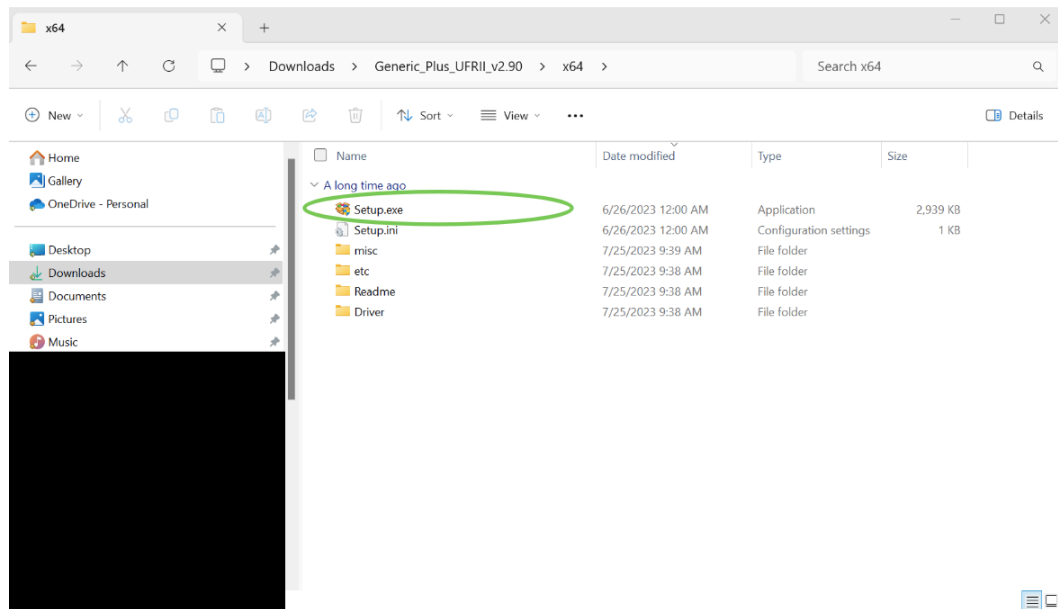 x64
Downloads > Generic_Plus_UFRII_v2.90 > x64 >
Search x64
New
Sort
View
Details
Home
Gallery
OneDrive - Personal
Desktop
Downloads
Documents
Pictures
Music
Name Date modified Type Size
A long time ago
Setup.exe 6/26/2023 12:00 AM Application 2,939 KB
Setup.ini 6/26/2023 12:00 AM Configuration settings 1 KB
misc 7/25/2023 9:39 AM File folder
etc 7/25/2023 9:38 AM File folder
Readme 7/25/2023 9:38 AM File folder
Driver 7/25/2023 9:38 AM File folder